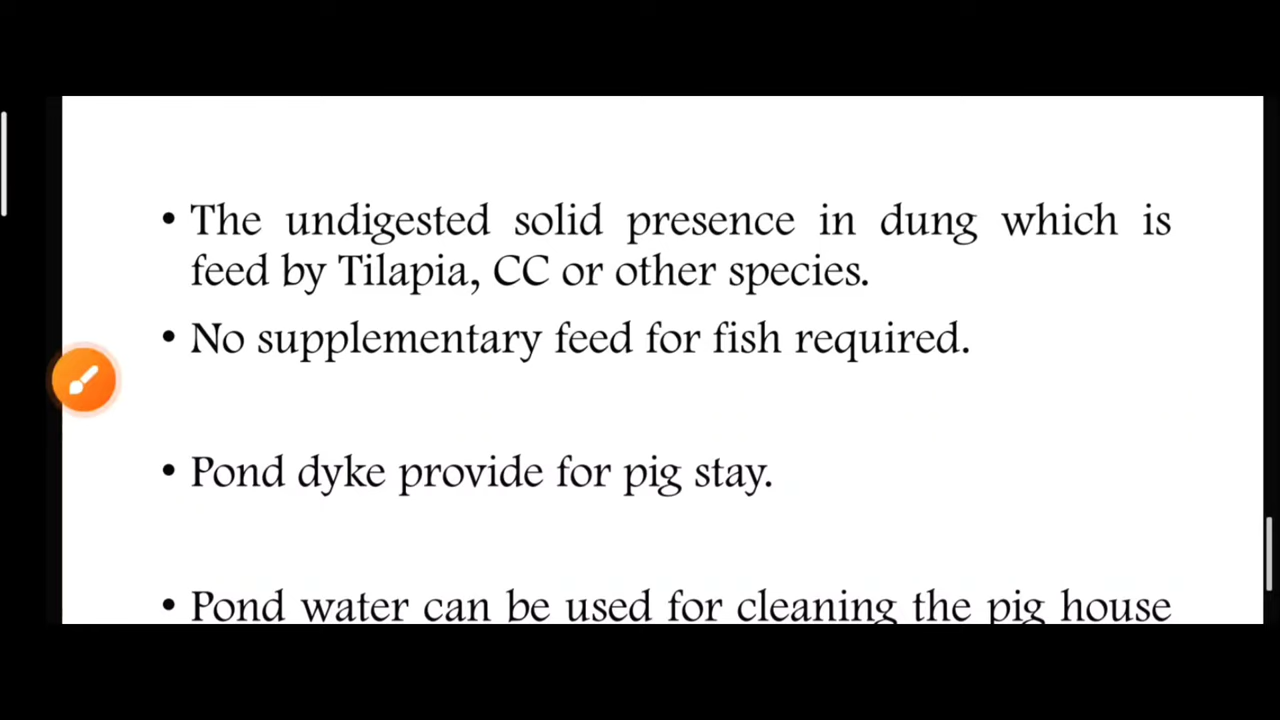 • The undigested solid presence in dung which is
feed by Tilapia, CC or other species.
• No supplementary feed for fish required.
• Pond dyke provide for pig stay.
• Pond water can be used for cleaning the pig house